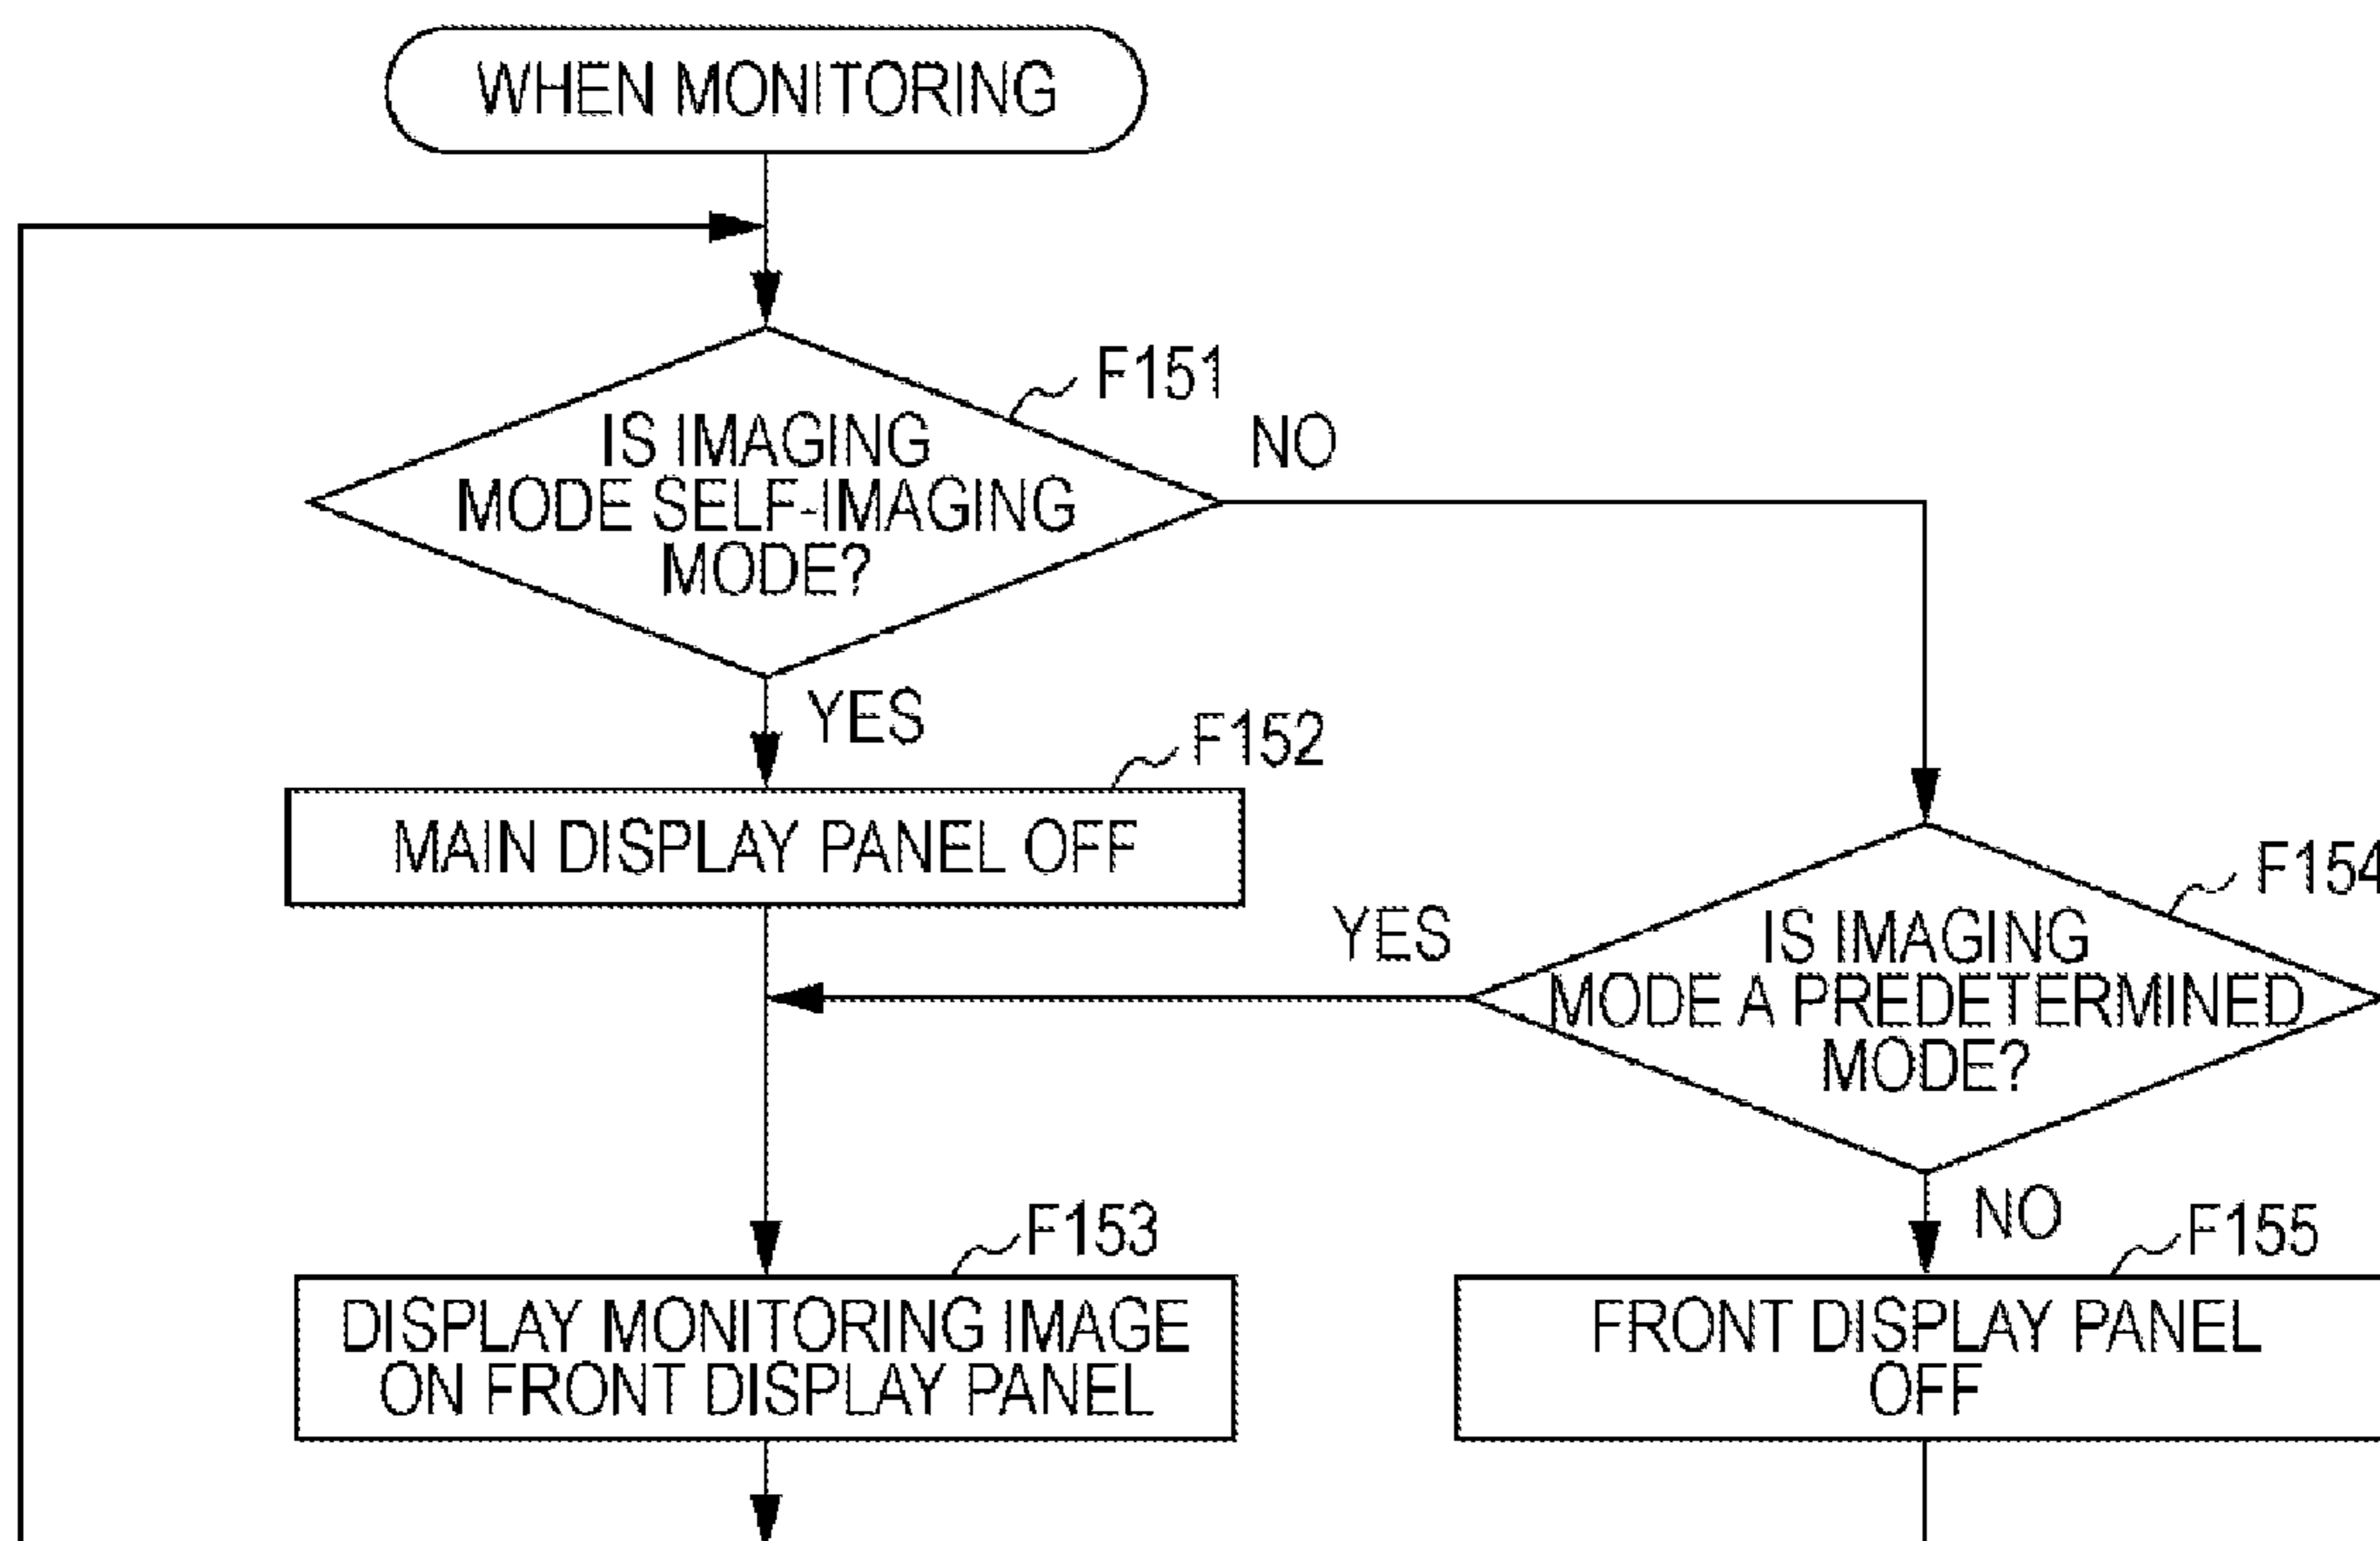 WHEN MONITORING
F151
IS IMAGING
MODE SELF-IMAGING
MODE?
NO
YES
F152
MAIN DISPLAY PANEL OFF
F154
IS IMAGING
MODE A PREDETERMINED
MODE?
YES
NO
F153
DISPLAY MONITORING IMAGE
ON FRONT DISPLAY PANEL
F155
FRONT DISPLAY PANEL
OFF